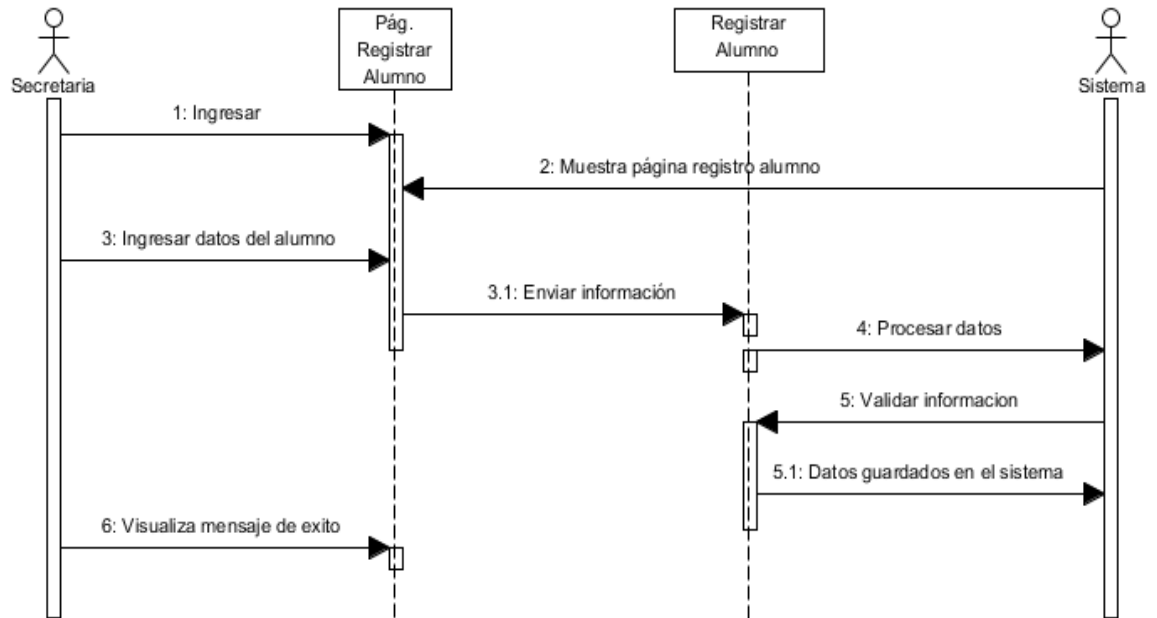 Pág.
Registrar
Alumno
Registrar
Alumno
Secretaria
Sistema
1: Ingresar
2: Muestra página registro alumno
3: Ingresar datos del alumno
3.1: Enviar información
4: Procesar datos
5: Validar informacion
5.1: Datos guardados en el sistema
6: Visualiza mensaje de exito